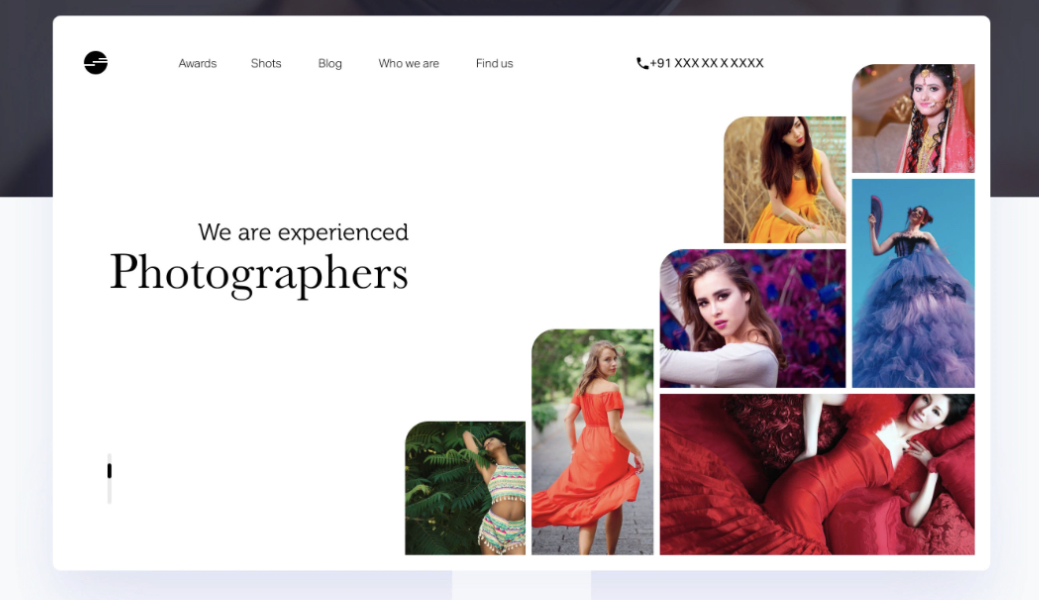 Awards Shots Blog Who we are Find us +91 XXX XX X XXXX
We are experienced
Photographers